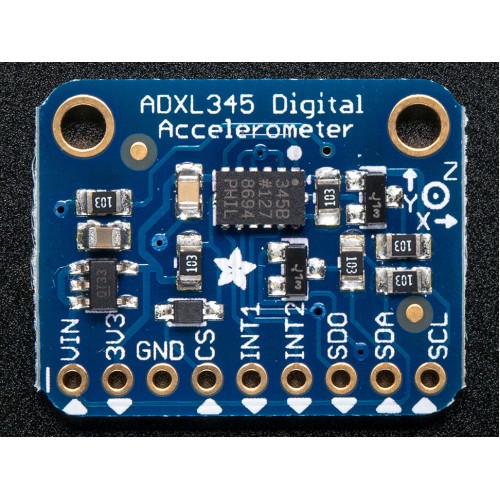 ADXL345 Digital
Accelerometer
345B
#127
8694
PHIL
103
103
103
103
103
103
Z
Y
X
VIN
3V3
GND
CS
INT1
INT2
SDO
SDA
SCL